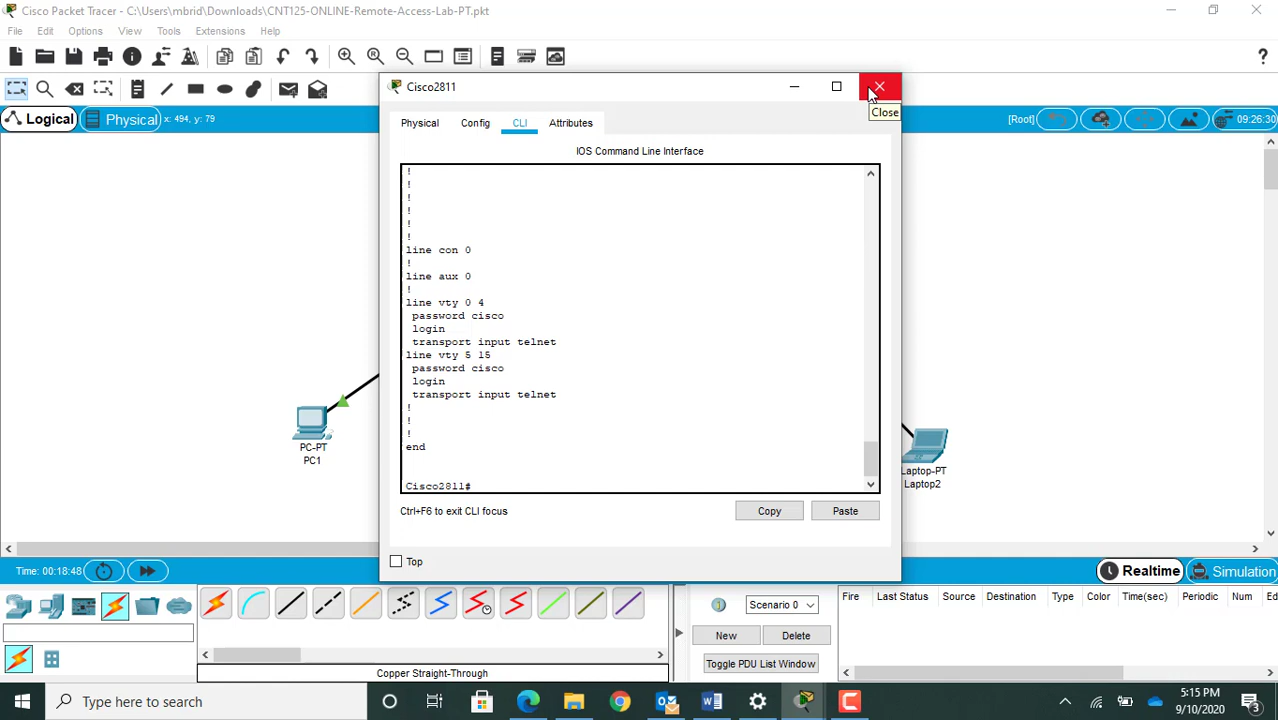 Cisco Packet Tracer - C:\Users\mbrid\Downloads\CNT125-ONLINE-Remote-Access-Lab-PT.pkt
File Edit Options View Tools Extensions Help
?
Logical Physical x: 494, y: 79 [Root] 09:26:30
Cisco2811
Close
Physical Config CLI Attributes
IOS Command Line Interface
!
!
!
!
!
!
line con 0
!
line aux 0
!
line vty 0 4
password cisco
login
transport input telnet
line vty 5 15
password cisco
login
transport input telnet
!
!
!
end
Cisco2811#
Ctrl+F6 to exit CLI focus Copy Paste
Top
PC-PT
PC1
Laptop-PT
Laptop2
Time: 00:18:48 Realtime Simulation
Scenario 0
New Delete
Toggle PDU List Window
Fire Last Status Source Destination Type Color Time(sec) Periodic Num Ed
Copper Straight-Through
Type here to search
5:15 PM
9/10/2020
3